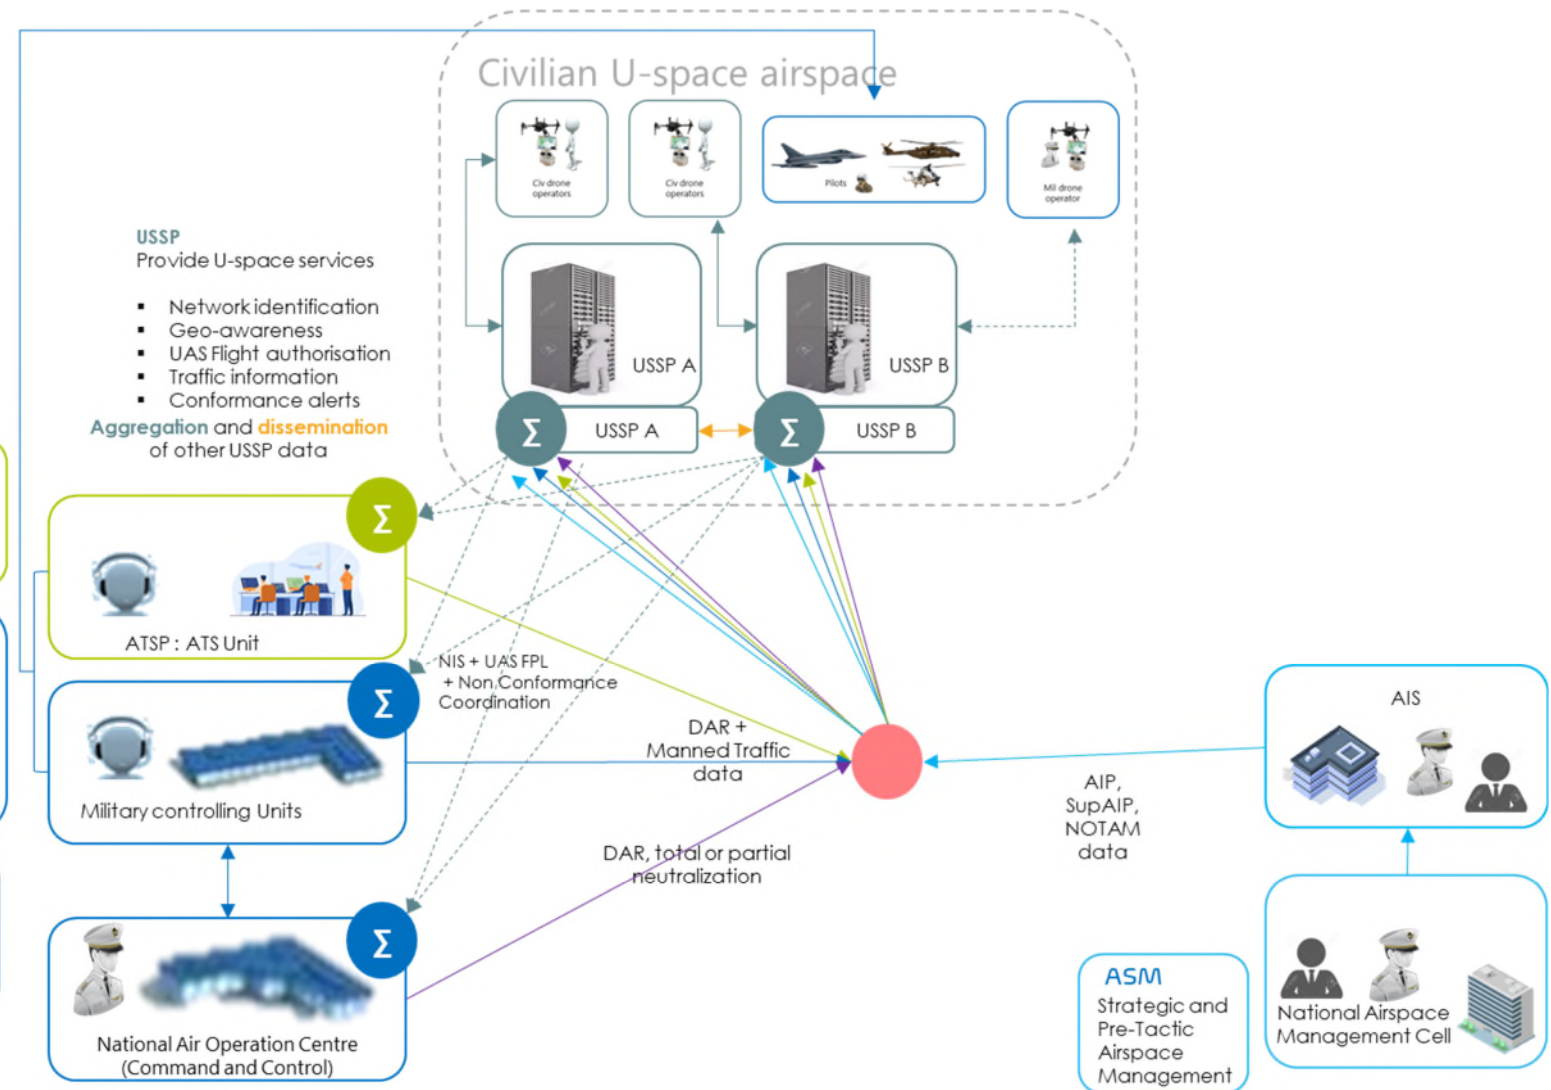 Civilian U-space airspace
Civ drone
operators
Civ drone
operators
Pilots
Mil drone
operator
USSP
Provide U-space services
▪ Network identification
▪ Geo-awareness
▪ UAS Flight authorisation
▪ Traffic information
▪ Conformance alerts
Aggregation and dissemination
of other USSP data
USSP A
USSP B
Σ
USSP A
Σ
USSP B
Σ
ATSP : ATS Unit
Σ
Military controlling Units
NIS + UAS FPL
+ Non Conformance
Coordination
DAR +
Manned Traffic
data
DAR, total or partial
neutralization
Σ
National Air Operation Centre
(Command and Control)
AIP,
SupAIP,
NOTAM
data
AIS
ASM
Strategic and
Pre-Tactic
Airspace
Management
National Airspace
Management Cell